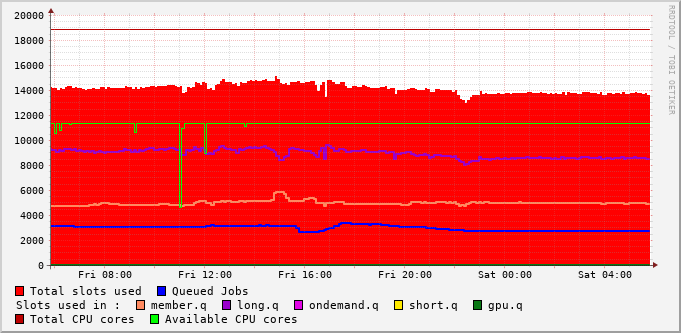 20000
18000
16000
14000
12000
10000
8000
6000
4000
2000
0
Fri 08:00 Fri 12:00 Fri 16:00 Fri 20:00 Sat 00:00 Sat 04:00
Total slots used Queued Jobs
Slots used in : member.q long.q ondemand.q short.q gpu.q
Total CPU cores Available CPU cores
RRDTOOL / TOBI OETIKER